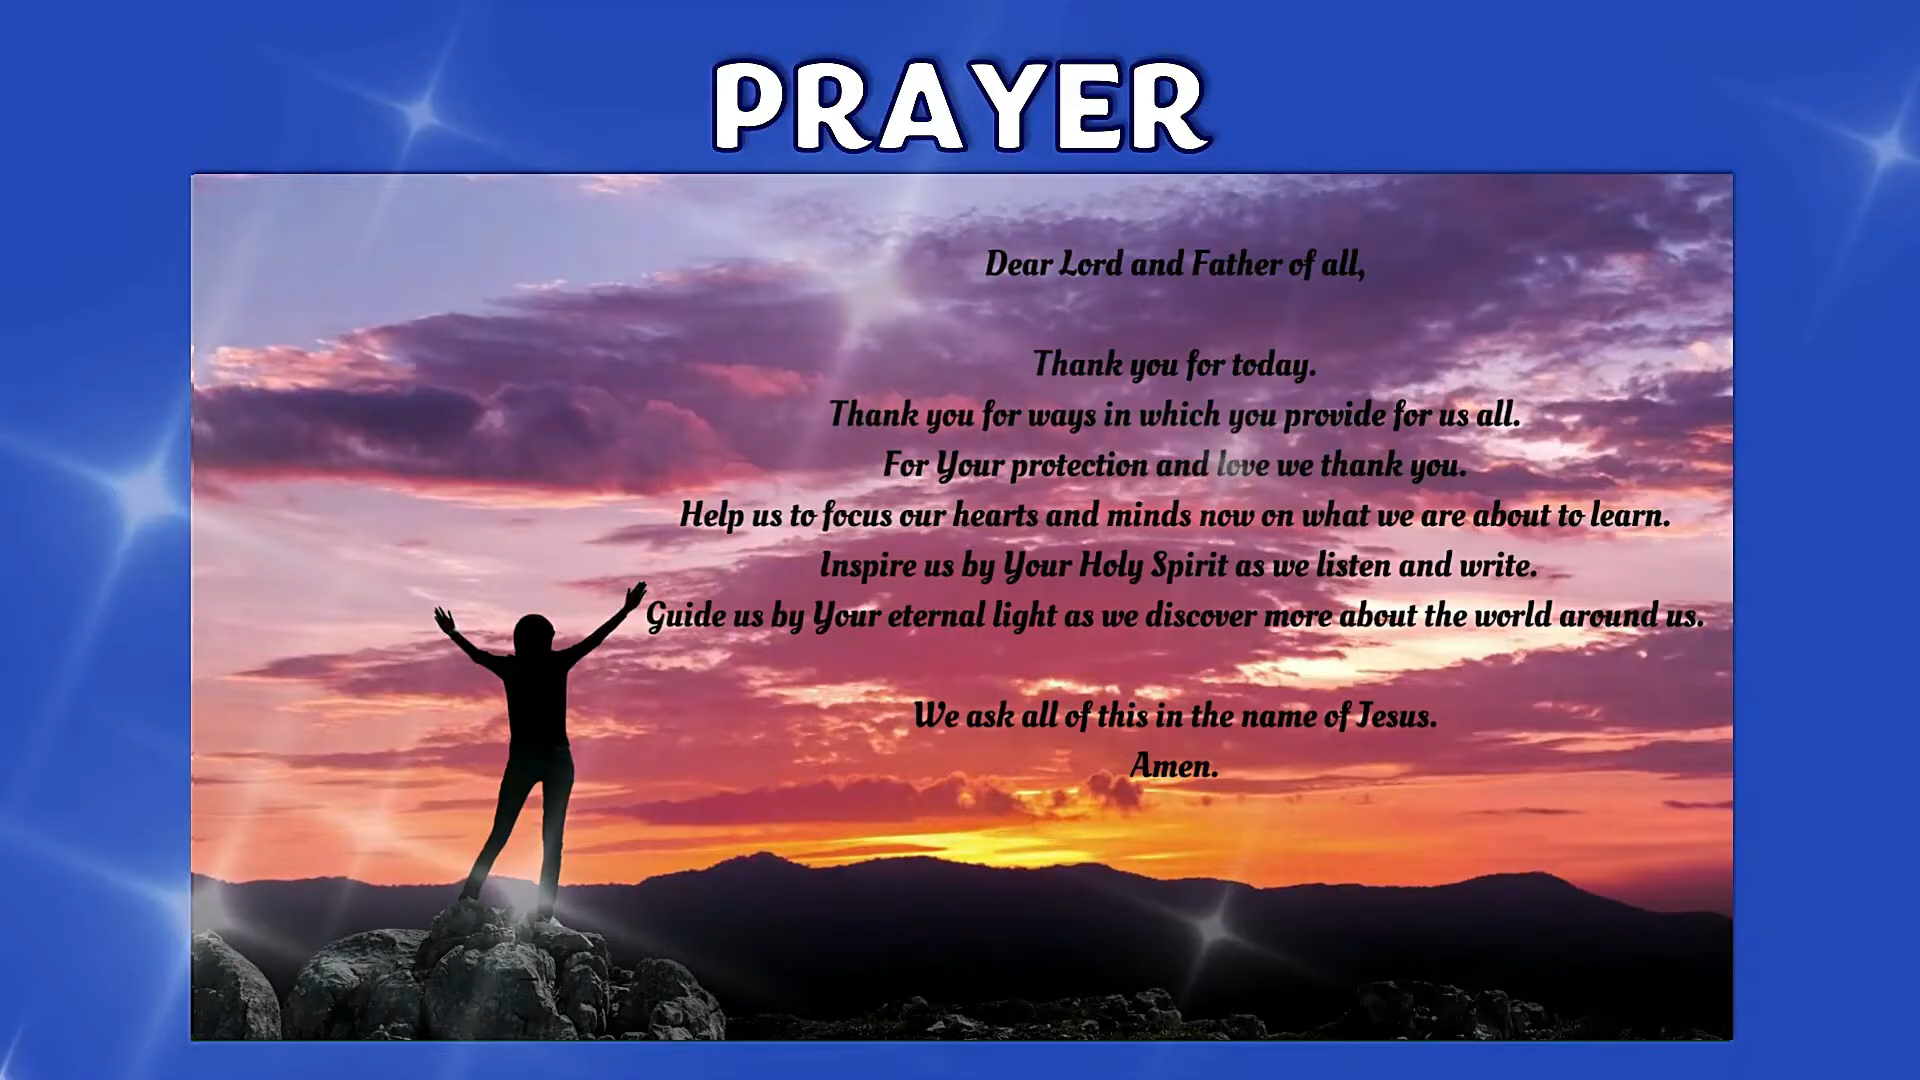 PRAYER
Dear Lord and Father of all,
Thank you for today.
Thank you for ways in which you provide for us all.
For Your protection and love we thank you.
Help us to focus our hearts and minds now on what we are about to learn.
Inspire us by Your Holy Spirit as we listen and write.
Guide us by Your eternal light as we discover more about the world around us.
We ask all of this in the name of Jesus.
Amen.